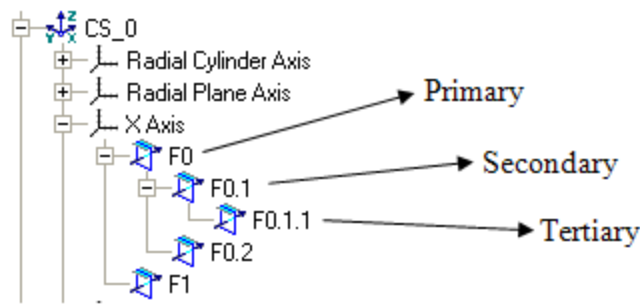 Z
Y X
CS_0
Radial Cylinder Axis
Radial Plane Axis
Primary
X Axis
F0
Secondary
F0.1
F0.1.1
Tertiary
F0.2
F1